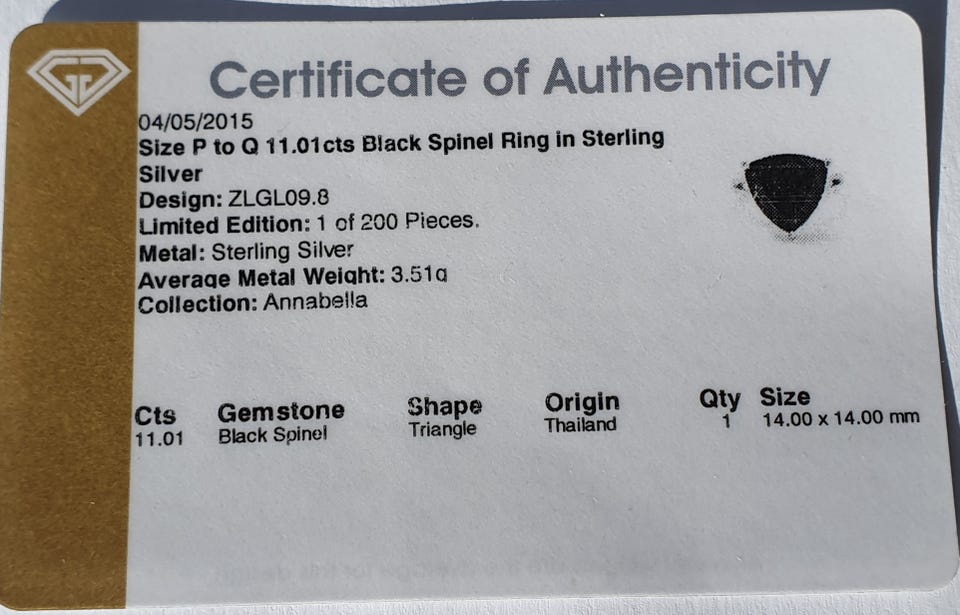 Certificate of Authenticity
04/05/2015
Size P to Q 11.01cts Black Spinel Ring in Sterling
Silver
Design: ZLGL09.8
Limited Edition: 1 of 200 Pieces.
Metal: Sterling Silver
Average Metal Weight: 3.51g
Collection: Annabella
Cts Gemstone Shape Origin Qty Size
11.01 Black Spinel Triangle Thailand 1 14.00 x 14.00 mm